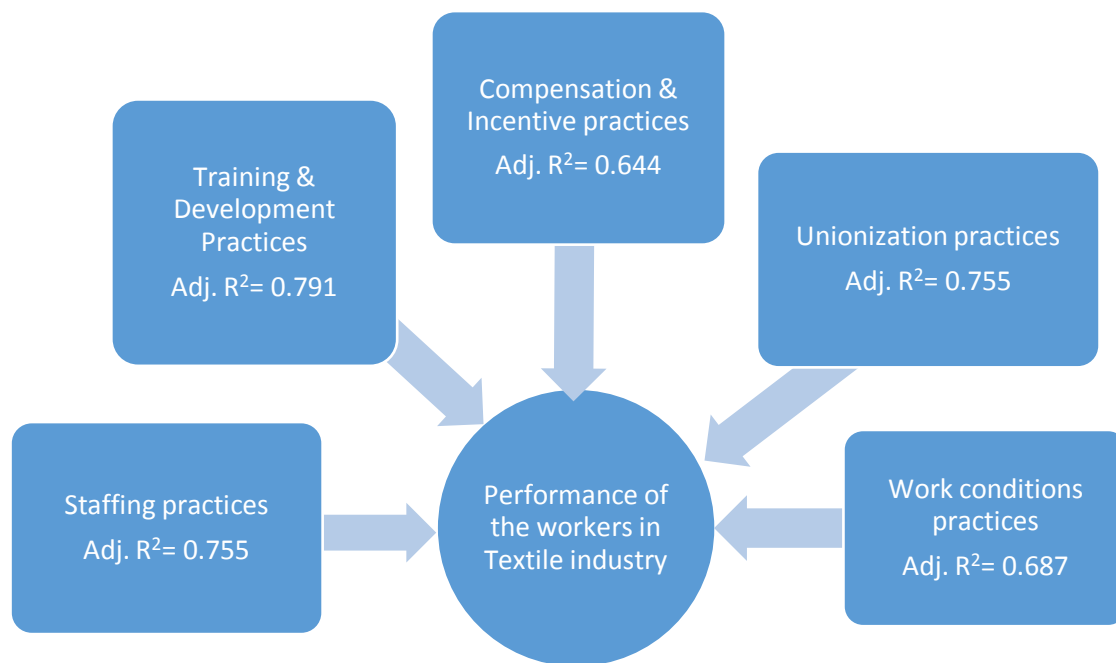 Compensation &
Incentive practices
Adj. R²= 0.644
Training &
Development
Practices
Adj. R²= 0.791
Unionization practices
Adj. R²= 0.755
Staffing practices
Adj. R²= 0.755
Performance of
the workers in
Textile industry
Work conditions
practices
Adj. R²= 0.687